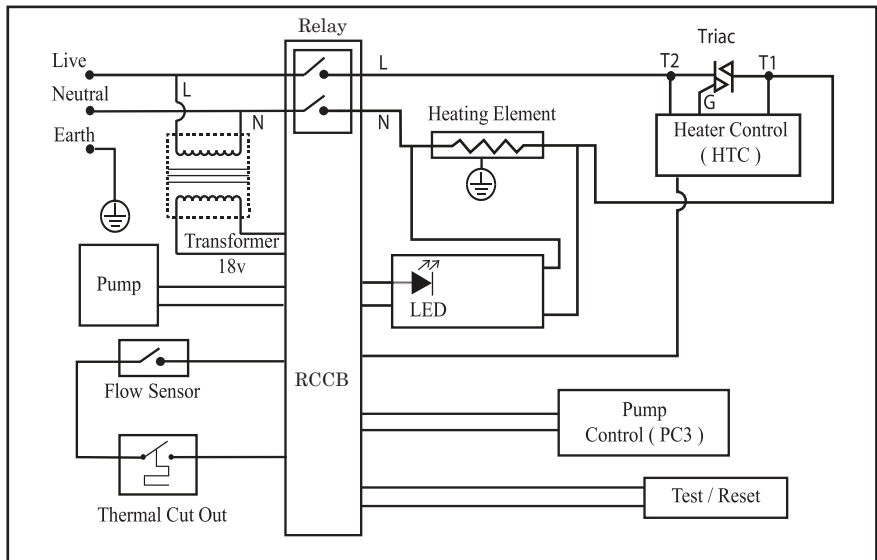 Relay
Live
L
Neutral
N
Earth
L
N
Triac
T2
T1
G
Heater Control
( HTC )
Heating Element
Transformer
18v
Pump
LED
Flow Sensor
RCCB
Pump
Control ( PC3 )
Thermal Cut Out
Test / Reset